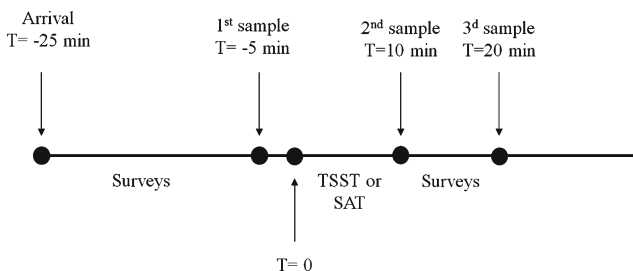 Arrival
T= -25 min
1st sample
T= -5 min
2nd sample
T=10 min
3d sample
T=20 min
Surveys
TSST or
SAT
Surveys
T= 0